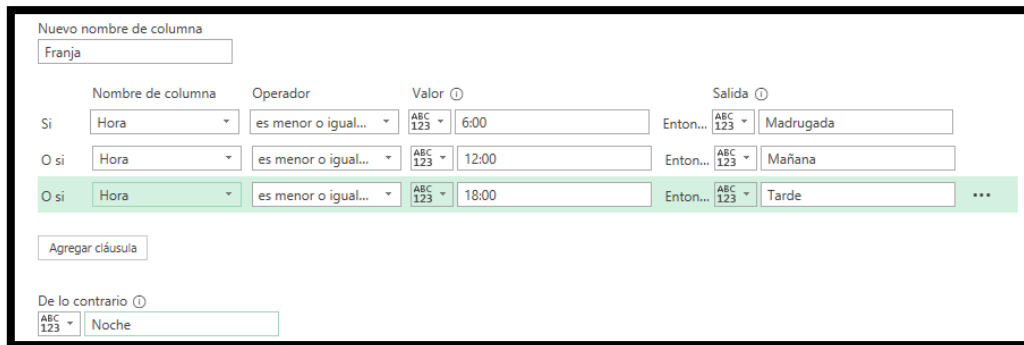 Nuevo nombre de columna
Franja
Nombre de columna Operador Valor Salida
Si Hora es menor o igual... ABC 123 6:00 Enton... ABC 123 Madrugada
O si Hora es menor o igual... ABC 123 12:00 Enton... ABC 123 Mañana
O si Hora es menor o igual... ABC 123 18:00 Enton... ABC 123 Tarde ...
Agregar cláusula
De lo contrario
ABC 123 Noche